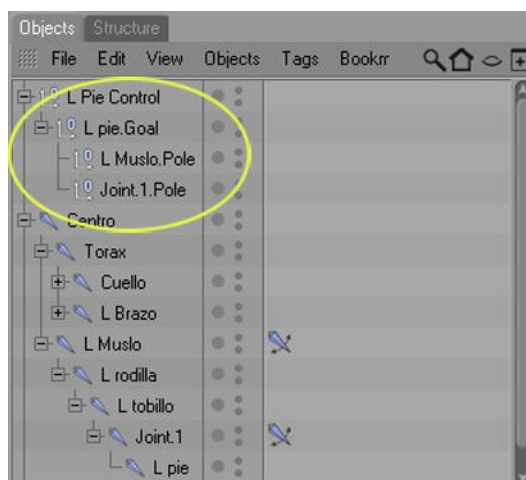 Objects Structure
File Edit View Objects Tags Bookrr
L Pie Control
L pie.Goal
L Muslo.Pole
Joint.1.Pole
Centro
Torax
Cuello
L Brazo
L Muslo
L rodilla
L tobillo
Joint.1
L pie